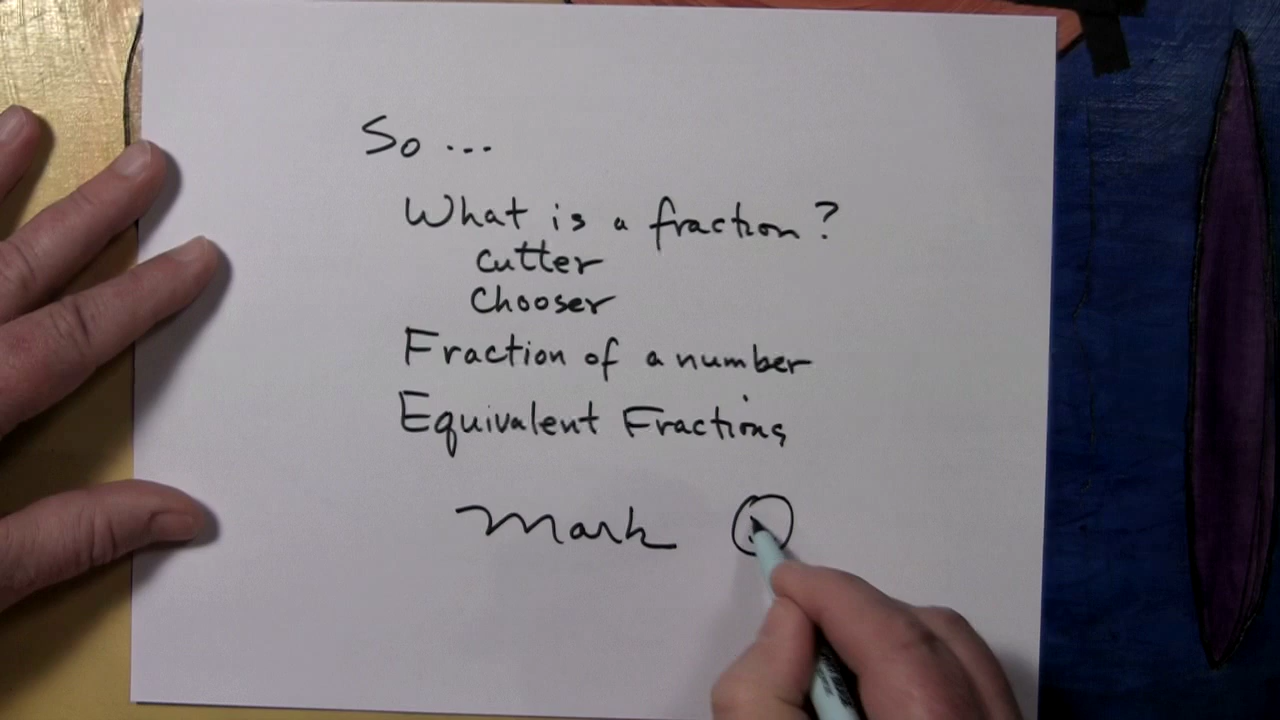 So ...
What is a fraction?
Cutter
Chooser
Fraction of a number
Equivalent Fractions
Mark